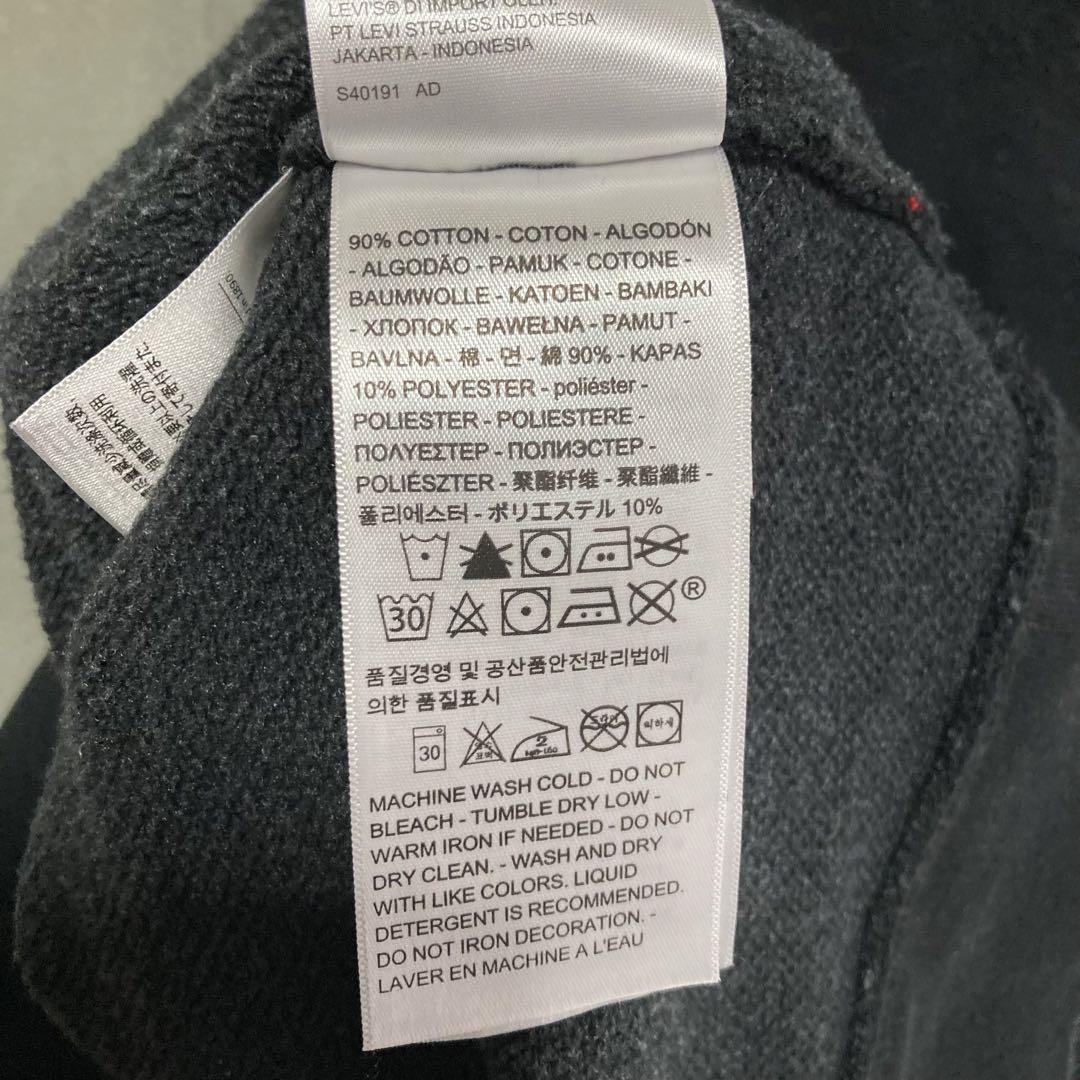 LEVI'S® DI IMPORT OLEH:
PT LEVI STRAUSS INDONESIA
JAKARTA - INDONESIA
S40191 AD
90% COTTON - COTON - ALGODÓN
- ALGODÃO - PAMUK - COTONE -
BAUMWOLLE - KATOEN - BAMBAKI
- ХЛОПОК - BAWEŁNA - PAMUT -
BAVLNA - 棉 - 면 - 綿 90% - KAPAS
10% POLYESTER - poliéster -
POLIESTER - POLIESTERE -
ΠΟΛΥΕΣΤΕΡ - ПОЛИЭСТЕР -
POLIÉSZTER - 聚酯纤维 - 聚酯纖維 -
폴리에스터 - ポリエステル 10%
30 ®
품질경영 및 공산품안전관리법에
의한 품질표시
30 표백 2
MACHINE WASH COLD - DO NOT
BLEACH - TUMBLE DRY LOW -
WARM IRON IF NEEDED - DO NOT
DRY CLEAN. - WASH AND DRY
WITH LIKE COLORS. LIQUID
DETERGENT IS RECOMMENDED.
DO NOT IRON DECORATION. -
LAVER EN MACHINE A L'EAU